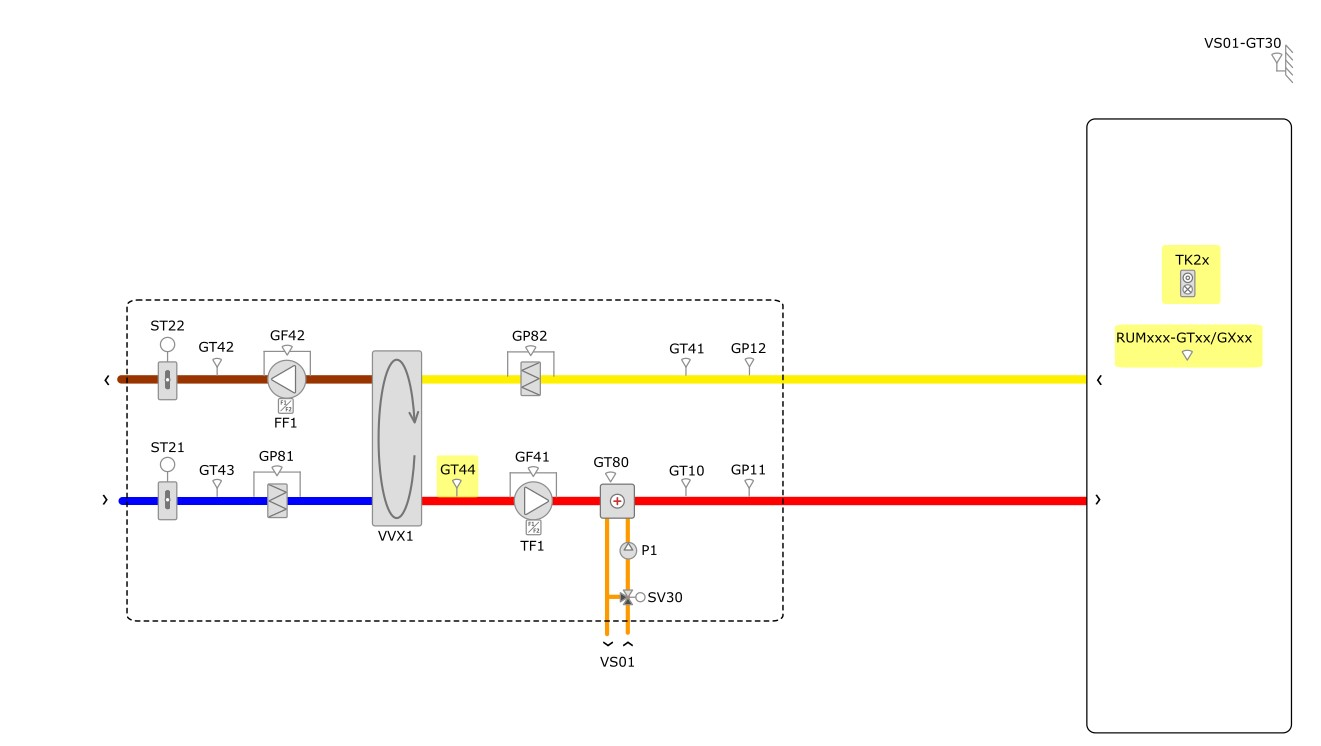 VS01-GT30
TK2x
RUMxxx-GTxx/GXxx
ST22
GT42
GF42
GP82
GT41
GP12
F1/F2
FF1
ST21
GT43
GP81
GT44
GF41
GT80
GT10
GP11
VVX1
F1/F2
TF1
P1
SV30
VS01